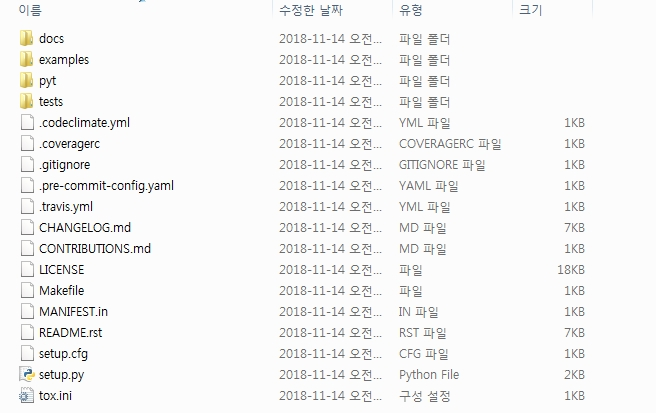 이름 수정한 날짜 유형 크기
docs 2018-11-14 오전... 파일 폴더
examples 2018-11-14 오전... 파일 폴더
pyt 2018-11-14 오전... 파일 폴더
tests 2018-11-14 오전... 파일 폴더
.codeclimate.yml 2018-11-14 오전... YML 파일 1KB
.coveragerc 2018-11-14 오전... COVERAGERC 파일 1KB
.gitignore 2018-11-14 오전... GITIGNORE 파일 1KB
.pre-commit-config.yaml 2018-11-14 오전... YAML 파일 1KB
.travis.yml 2018-11-14 오전... YML 파일 1KB
CHANGELOG.md 2018-11-14 오전... MD 파일 7KB
CONTRIBUTIONS.md 2018-11-14 오전... MD 파일 1KB
LICENSE 2018-11-14 오전... 파일 18KB
Makefile 2018-11-14 오전... 파일 1KB
MANIFEST.in 2018-11-14 오전... IN 파일 1KB
README.rst 2018-11-14 오전... RST 파일 7KB
setup.cfg 2018-11-14 오전... CFG 파일 1KB
setup.py 2018-11-14 오전... Python File 2KB
tox.ini 2018-11-14 오전... 구성 설정 1KB